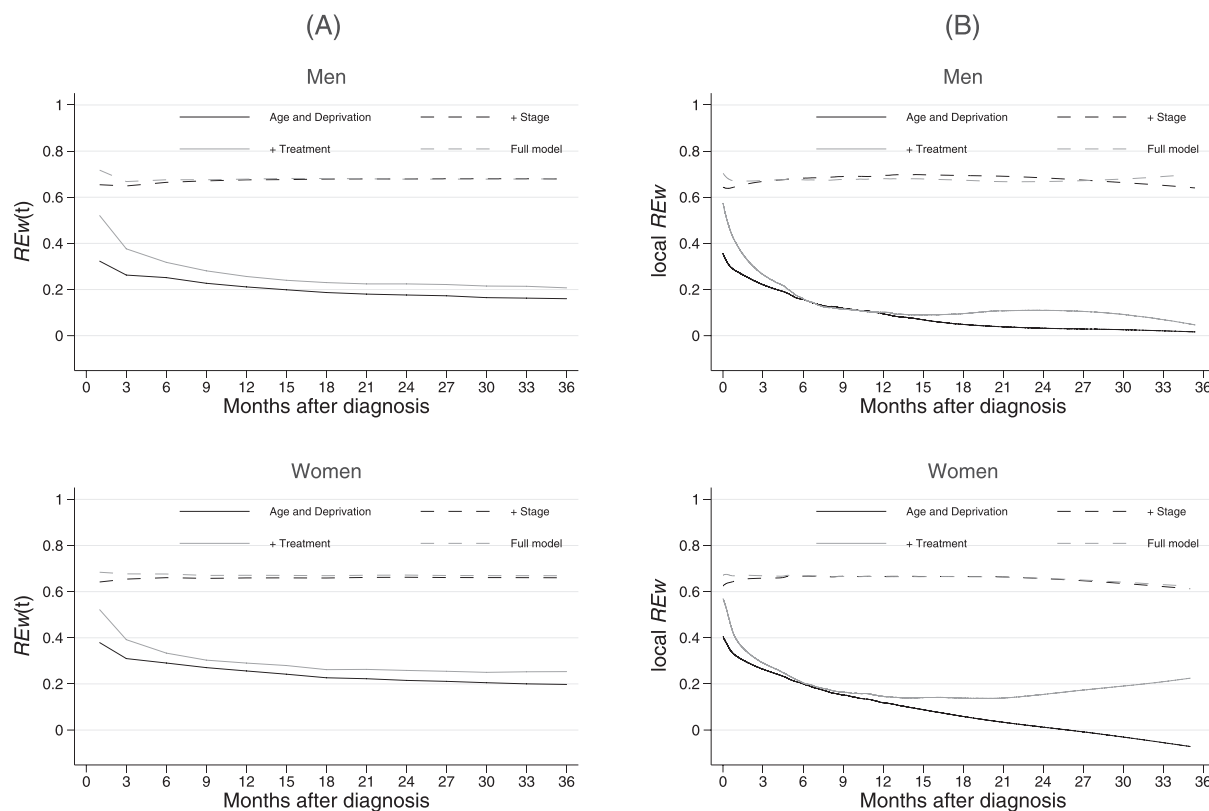 (A)
Men
Age and Deprivation
+ Stage
+ Treatment
Full model
REw(t)
1
0.8
0.6
0.4
0.2
0
0 3 6 9 12 15 18 21 24 27 30 33 36
Months after diagnosis
(B)
Men
Age and Deprivation
+ Stage
+ Treatment
Full model
local REw
1
0.8
0.6
0.4
0.2
0
0 3 6 9 12 15 18 21 24 27 30 33 36
Months after diagnosis
Women
Age and Deprivation
+ Stage
+ Treatment
Full model
REw(t)
1
0.8
0.6
0.4
0.2
0
0 3 6 9 12 15 18 21 24 27 30 33 36
Months after diagnosis
Women
Age and Deprivation
+ Stage
+ Treatment
Full model
local REw
1
0.8
0.6
0.4
0.2
0
0 3 6 9 12 15 18 21 24 27 30 33 36
Months after diagnosis